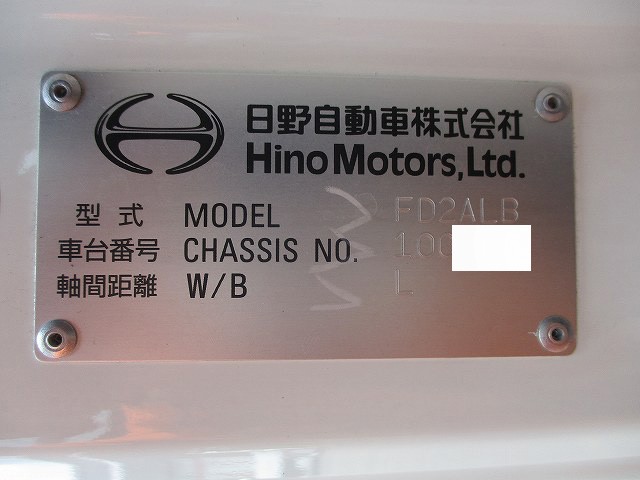 日野自動車株式会社
Hino Motors, Ltd.
型式 MODEL FD2ALB
車台番号 CHASSIS NO. 100
軸間距離 W/B L